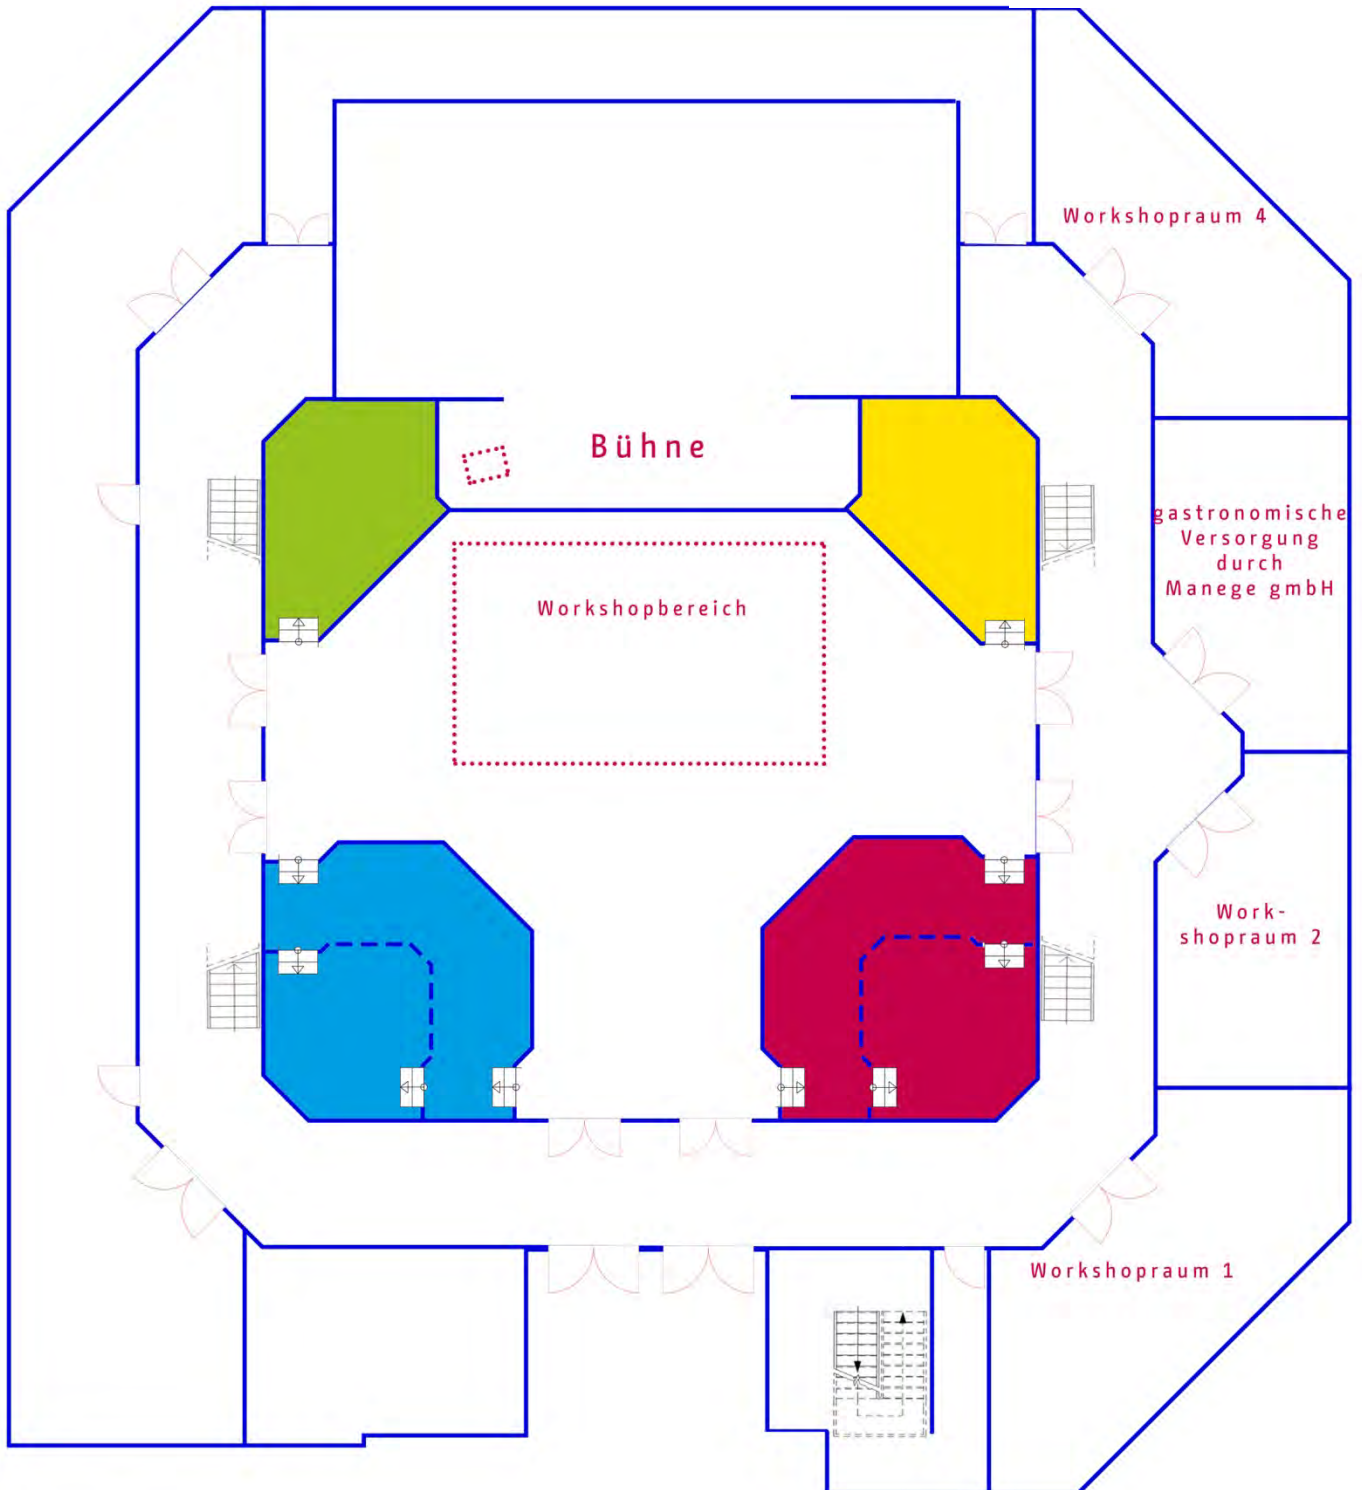 Workshopraum 4
Bühne
gastronomische
Versorgung
durch
Manege gmbH
Workshopbereich
Work-
shopraum 2
Workshopraum 1